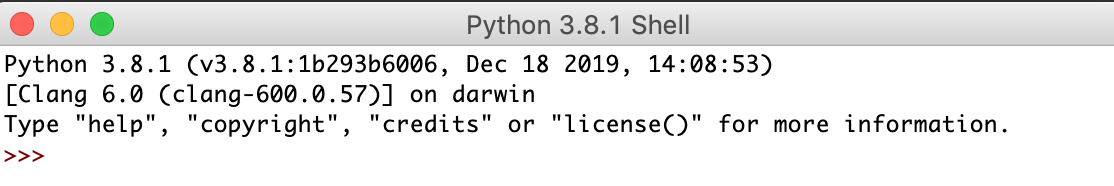 Python 3.8.1 Shell
Python 3.8.1 (v3.8.1:1b293b6006, Dec 18 2019, 14:08:53)
[Clang 6.0 (clang-600.0.57)] on darwin
Type "help", "copyright", "credits" or "license()" for more information.
>>>